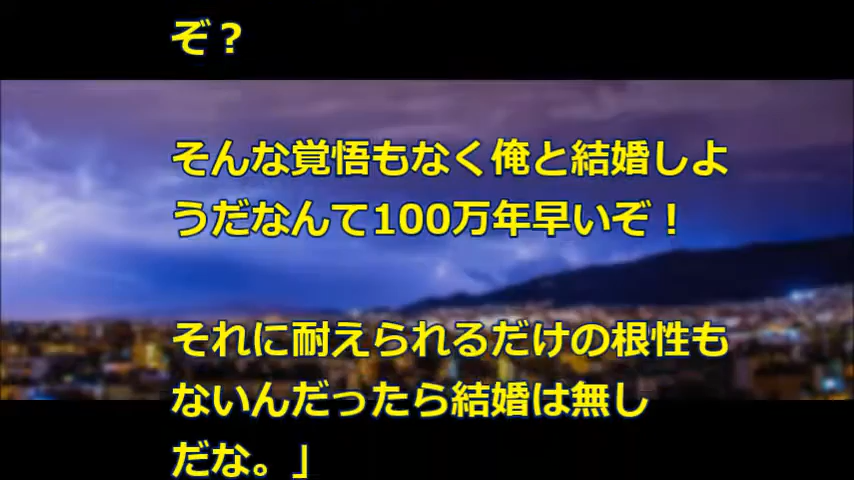 ぞ？
そんな覚悟もなく俺と結婚しよ
うだなんて100万年早いぞ！
それに耐えられるだけの根性も
ないんだったら結婚は無し
だな。」